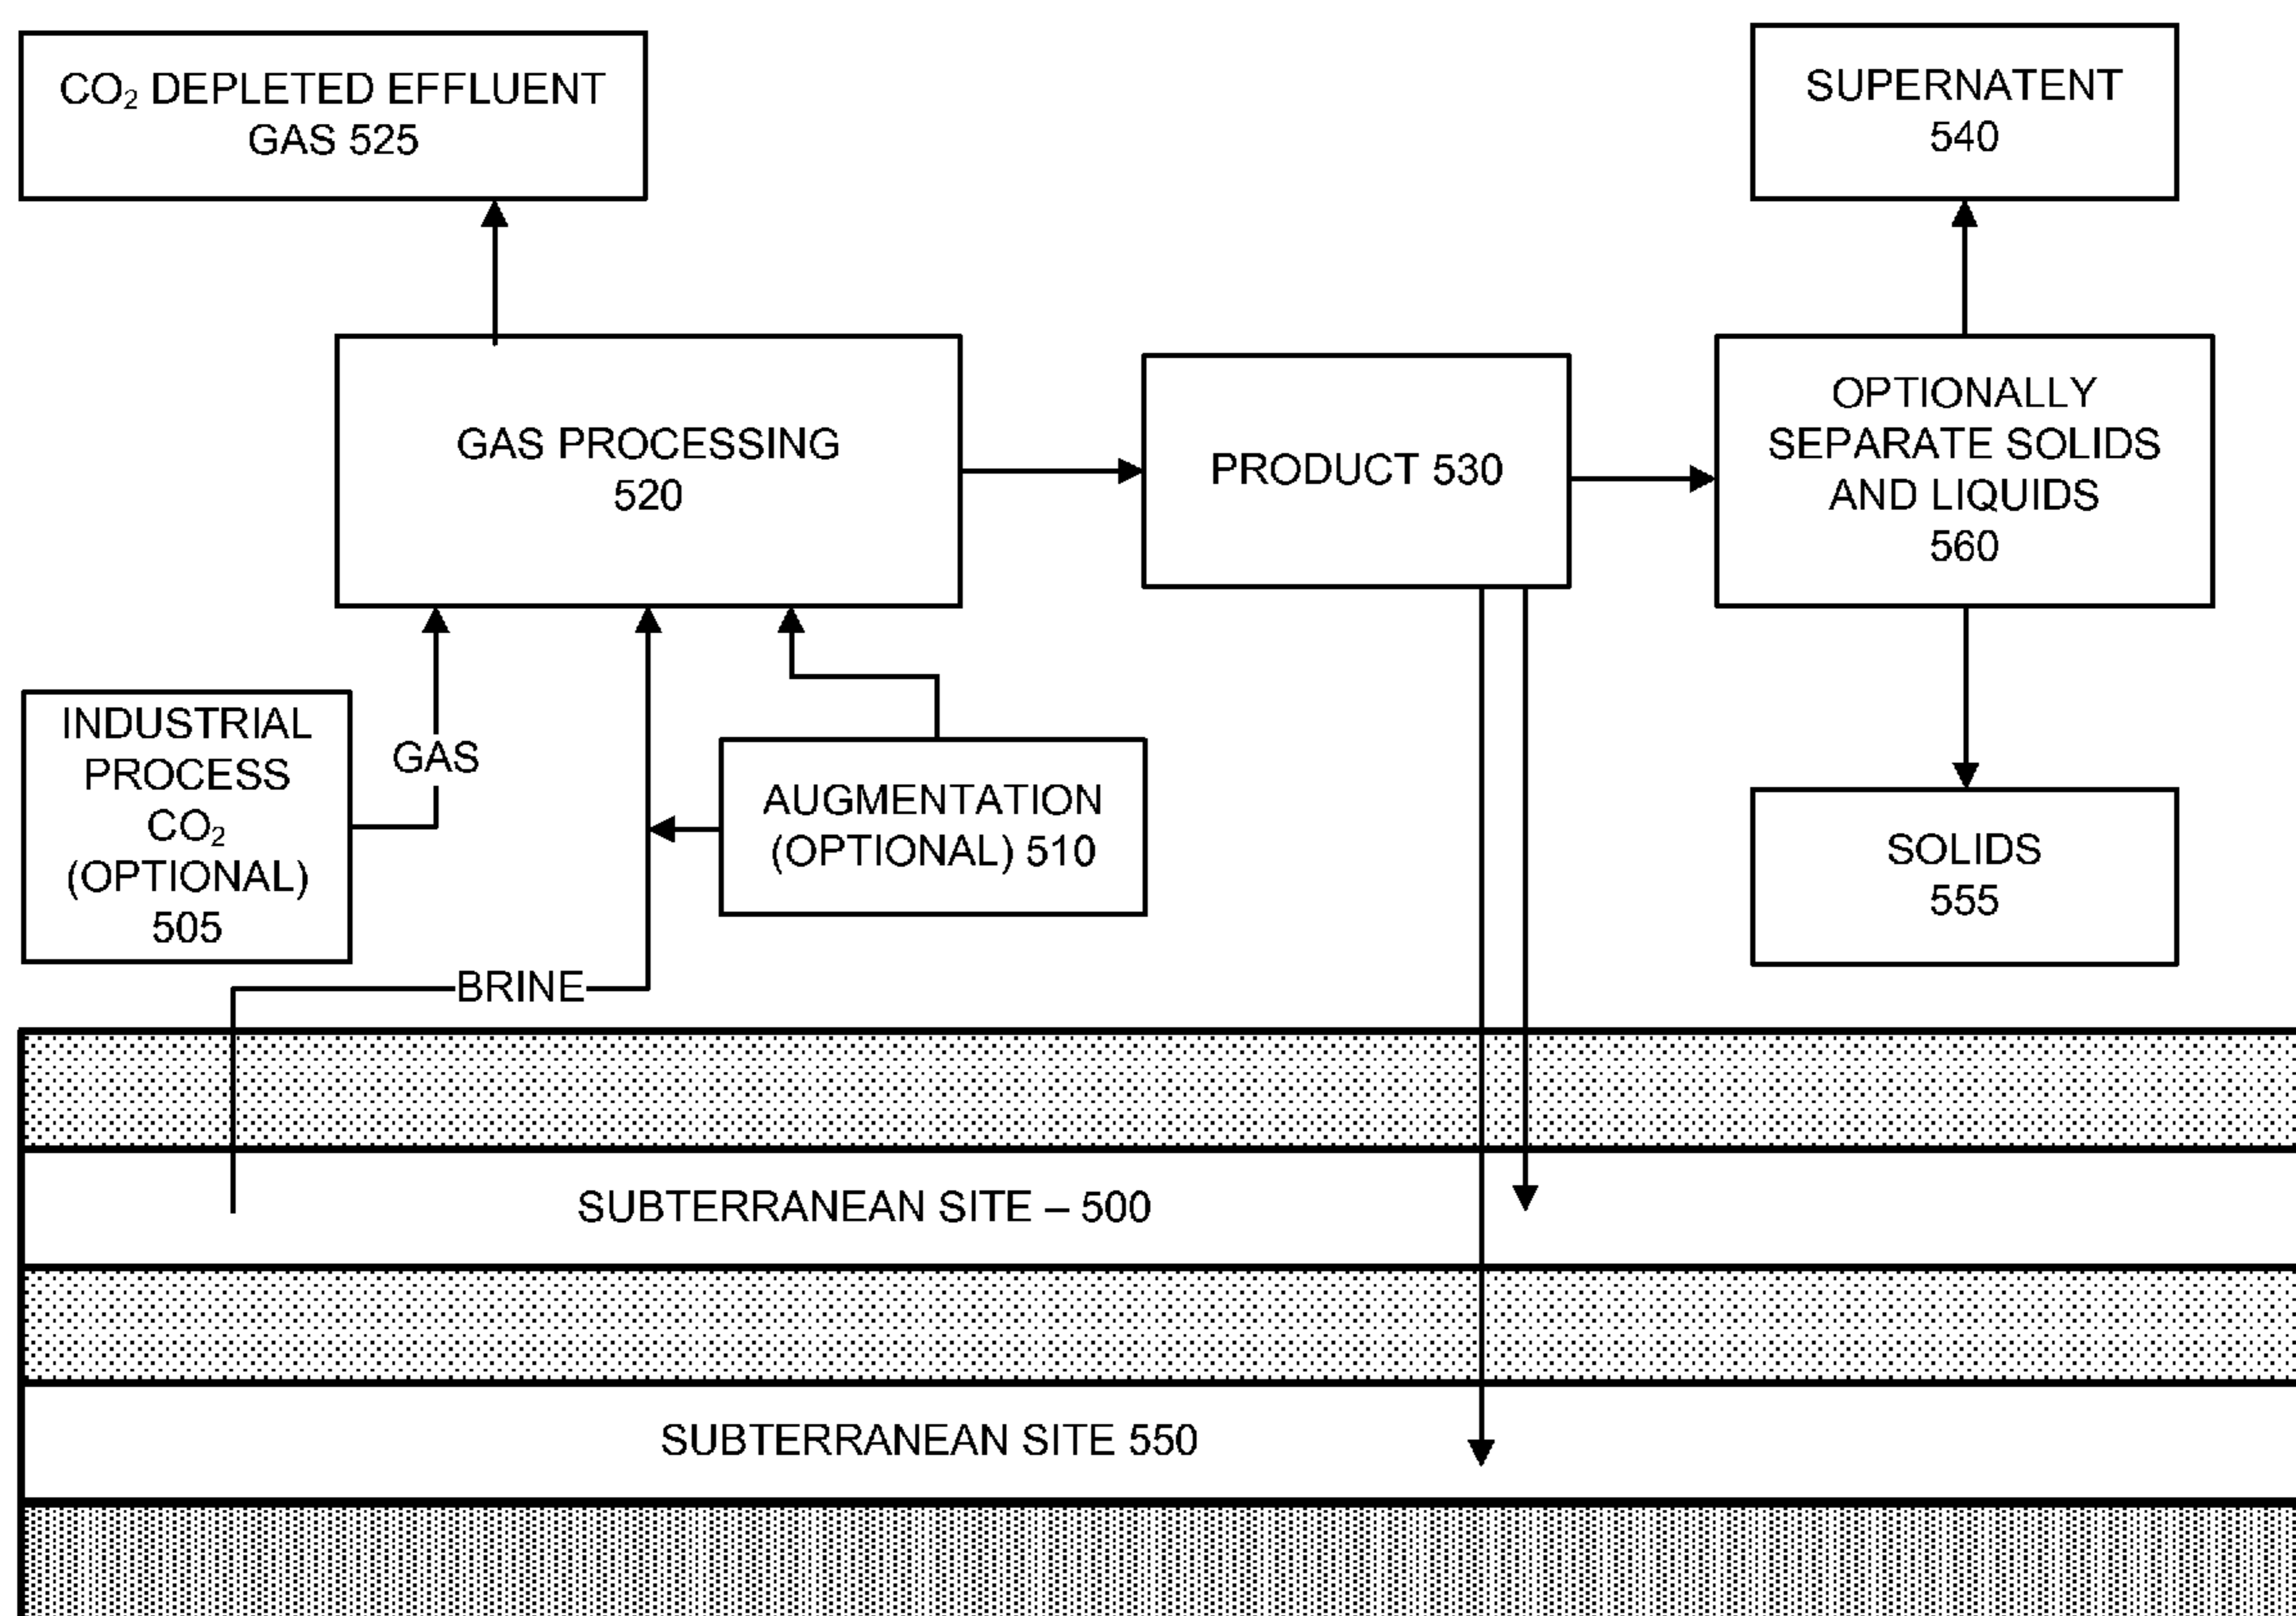 CO₂ DEPLETED EFFLUENT
GAS 525
SUPERNATENT
540
GAS PROCESSING
520
PRODUCT 530
OPTIONALLY
SEPARATE SOLIDS
AND LIQUIDS
560
INDUSTRIAL
PROCESS
CO₂
(OPTIONAL)
505
GAS
AUGMENTATION
(OPTIONAL) 510
SOLIDS
555
BRINE
SUBTERRANEAN SITE – 500
SUBTERRANEAN SITE 550